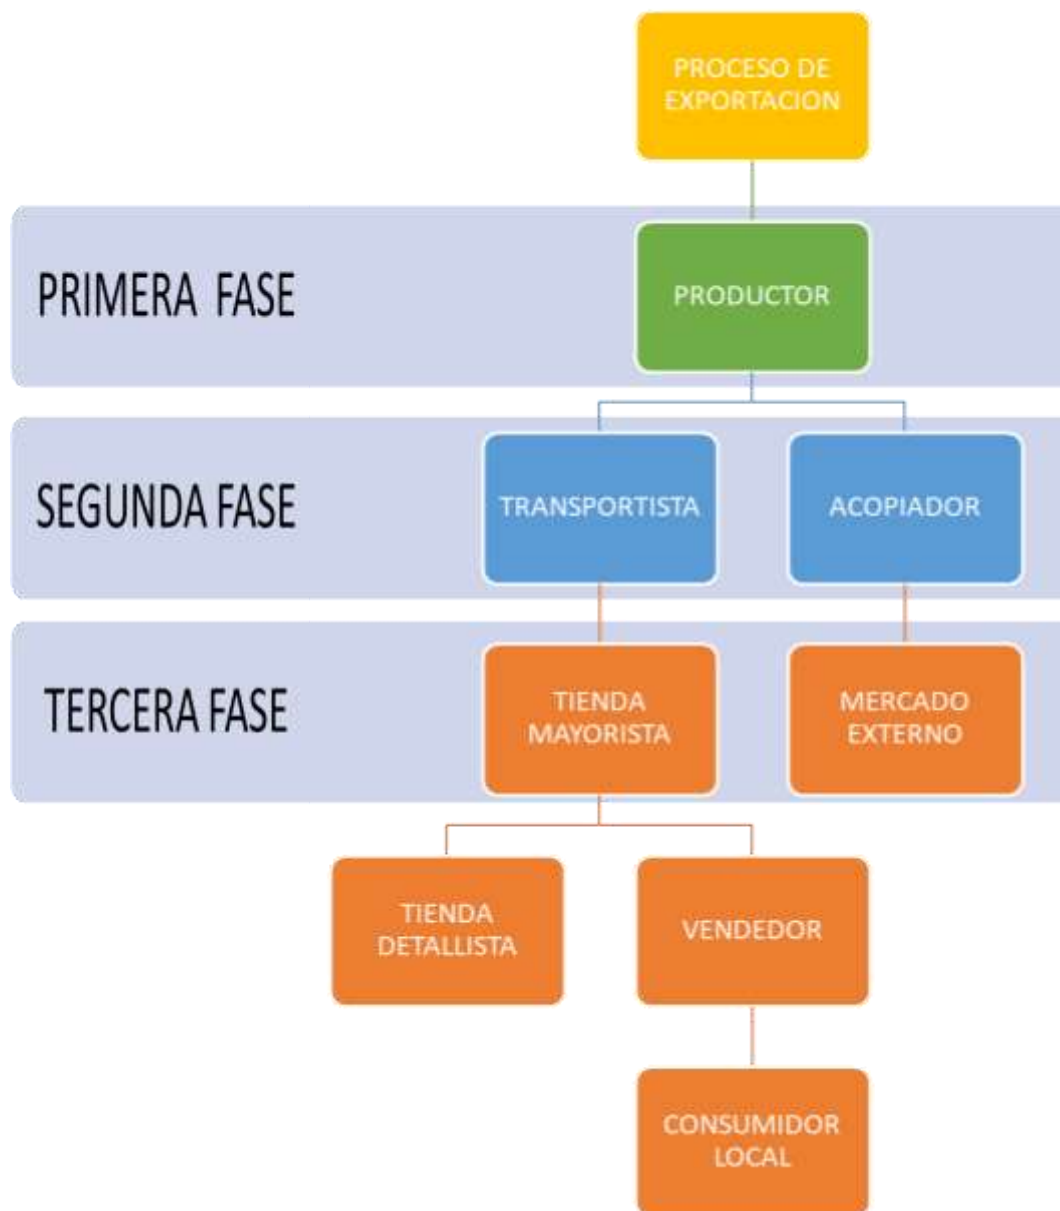 PROCESO DE
EXPORTACION
PRIMERA FASE
PRODUCTOR
SEGUNDA FASE
TRANSPORTISTA
ACOPIADOR
TERCERA FASE
TIENDA
MAYORISTA
MERCADO
EXTERNO
TIENDA
DETALLISTA
VENDEDOR
CONSUMIDOR
LOCAL